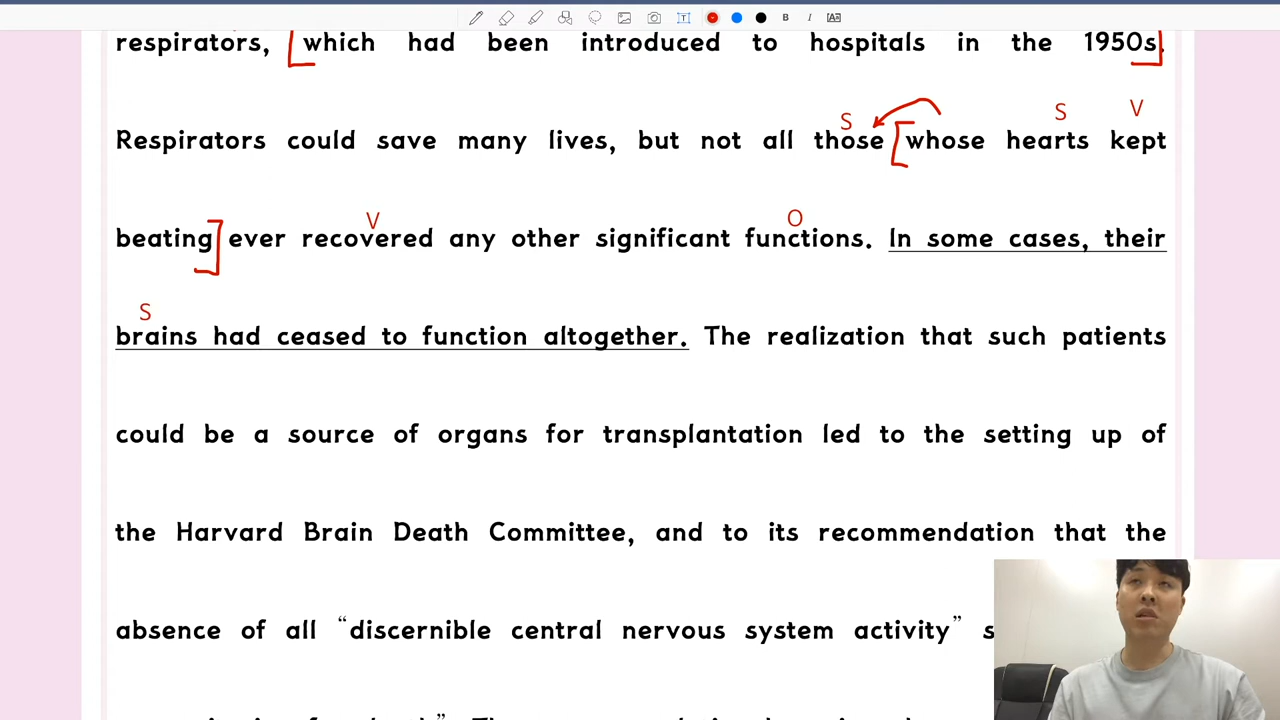 T B I A
respirators, which had been introduced to hospitals in the 1950s.
S S V
Respirators could save many lives, but not all those whose hearts kept
V O
beating ever recovered any other significant functions. In some cases, their
S
brains had ceased to function altogether. The realization that such patients
could be a source of organs for transplantation led to the setting up of
the Harvard Brain Death Committee, and to its recommendation that the
absence of all “discernible central nervous system activity” s